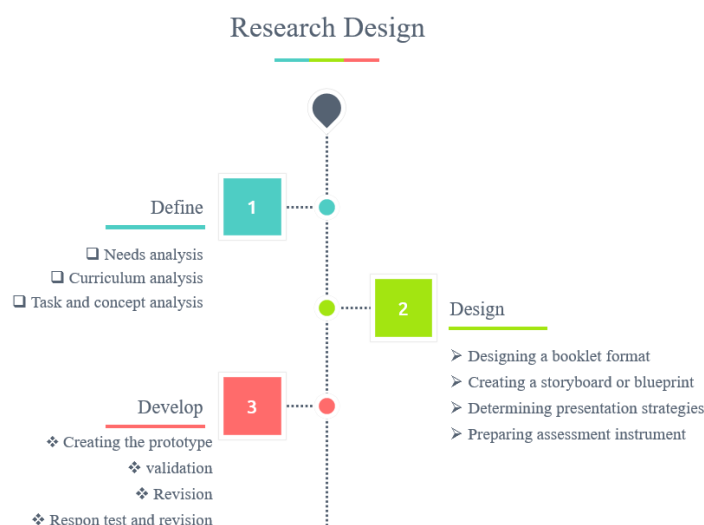 Research Design
1
Define
❑ Needs analysis
❑ Curriculum analysis
❑ Task and concept analysis
2
Design
➢ Designing a booklet format
➢ Creating a storyboard or blueprint
➢ Determining presentation strategies
➢ Preparing assessment instrument
3
Develop
❖ Creating the prototype
❖ validation
❖ Revision
❖ Respon test and revision